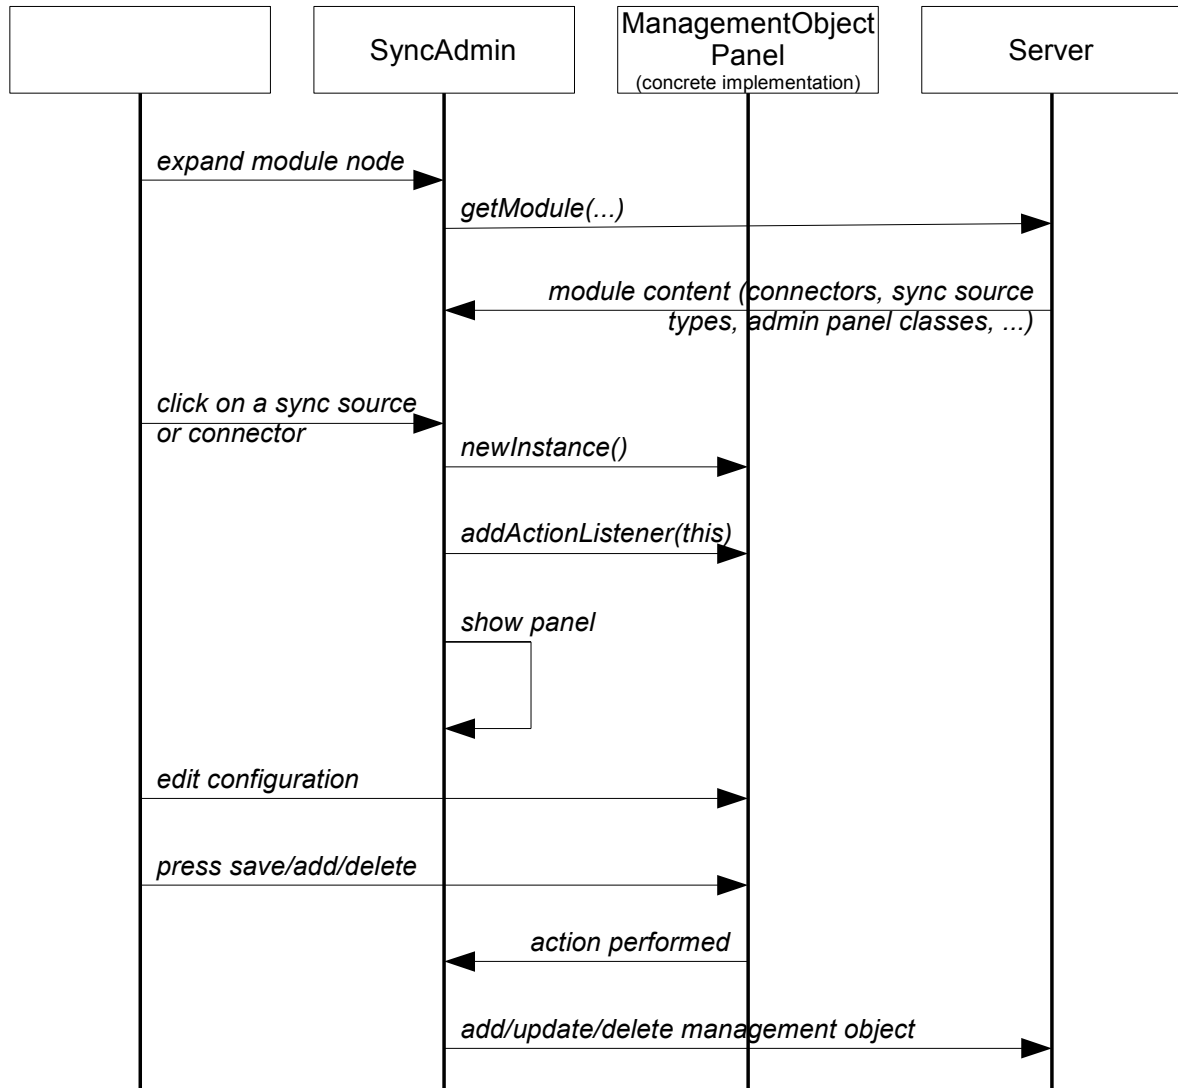 SyncAdmin
ManagementObject
Panel
(concrete implementation)
Server
expand module node
getModule(...)
module content (connectors, sync source
types, admin panel classes, ...)
click on a sync source
or connector
newInstance()
addActionListener(this)
show panel
edit configuration
press save/add/delete
action performed
add/update/delete management object